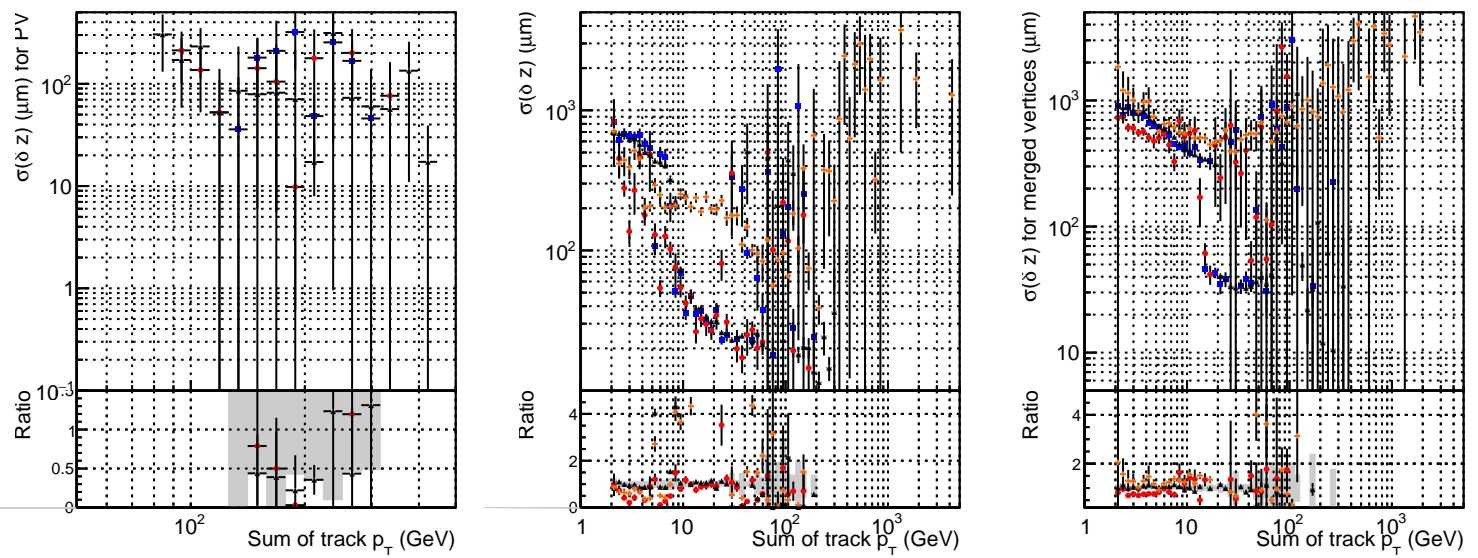 σ(δ z) (μm) for PV
10²
10
1
10⁻¹
Ratio
1
0.5
0
10²
Sum of track p_T (GeV)
σ(δ z) (μm)
10³
10²
Ratio
4
2
0
1
10
10²
10³
Sum of track p_T (GeV)
σ(δ z) for merged vertices (μm)
10³
10²
10
Ratio
4
2
1
10
10²
10³
Sum of track p_T (GeV)